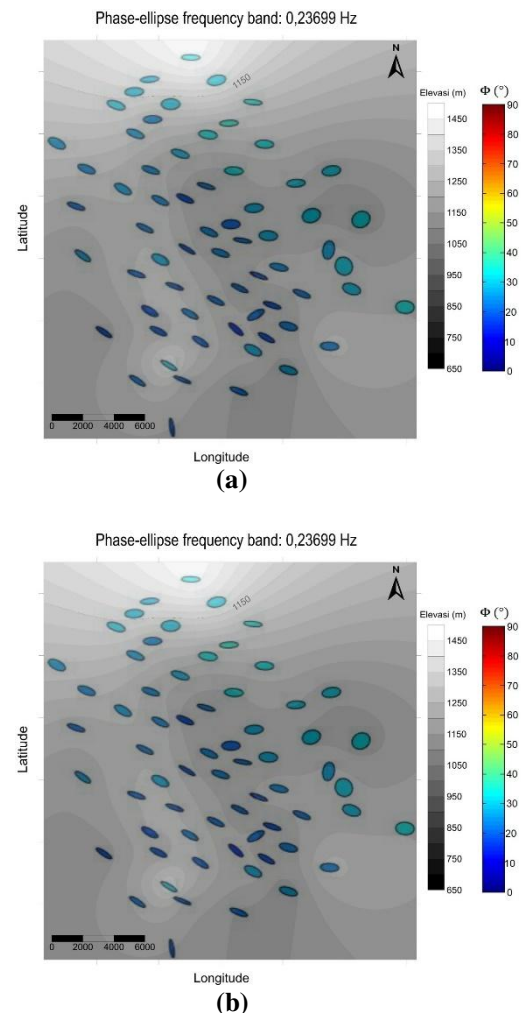 Phase-ellipse frequency band: 0,23699 Hz
N
1150
Elevasi (m)
Φ (°)
1450
1350
1250
1150
1050
950
850
750
650
90
80
70
60
50
40
30
20
10
0
Latitude
0 2000 4000 6000
Longitude
(a)
Phase-ellipse frequency band: 0,23699 Hz
N
1150
Elevasi (m)
Φ (°)
1450
1350
1250
1150
1050
950
850
750
650
90
80
70
60
50
40
30
20
10
0
Latitude
0 2000 4000 6000
Longitude
(b)